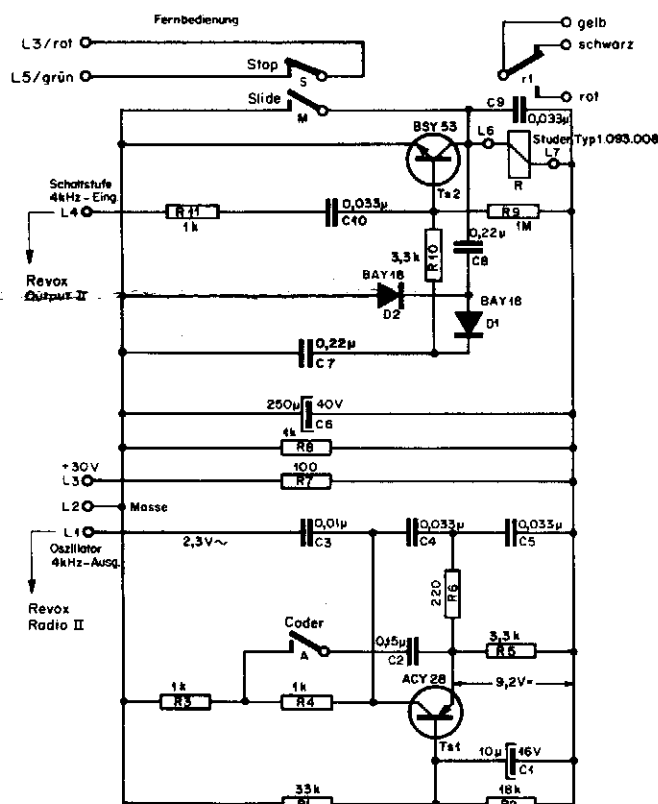 Fernbedienung
L3/rot
gelb
schwarz
L5/grün
Stop
S
r1
Slide
M
C9
rot
0,033µ
BSY 53
L6
Studer Typ 1.093.008
L7
R
Ts2
Schaltstufe
4kHz-Eing.
L4
R11
1k
0,033µ
C10
R9
1M
0,22µ
C8
3,3k
R10
Revox
Output II
BAY18
D2
BAY18
D1
0,22µ
C7
250µ
40V
C6
1k
R8
+30V
L3
100
R7
L2
Masse
L1
Oszillator
4kHz-Ausg.
2,3V~
0,01µ
C3
0,033µ
C4
0,033µ
C5
Revox
Radio II
220
R6
Coder
A
0,15µ
C2
3,3k
R5
1k
R3
1k
R4
ACY 28
9,2V=
Ts1
10µ
16V
C1
33k
R1
18k